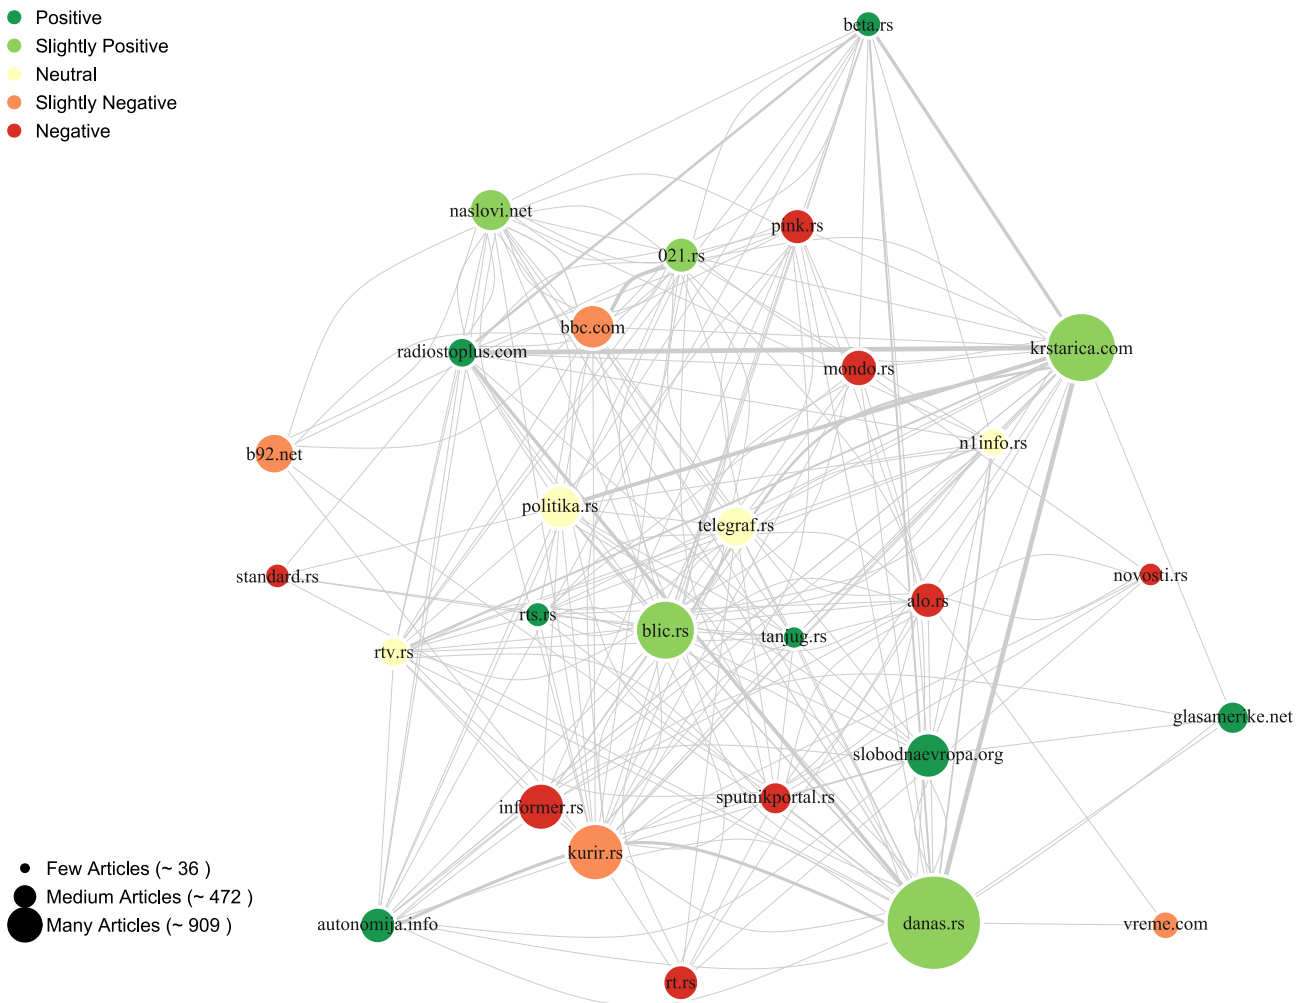 Positive
Slightly Positive
Neutral
Slightly Negative
Negative
beta.rs
naslovi.net
pink.rs
021.rs
bbc.com
radiostoplus.com
krstarica.com
mondo.rs
n1info.rs
b92.net
politika.rs
telegraf.rs
standard.rs
novosti.rs
alo.rs
rts.rs
blic.rs
tanjug.rs
rtv.rs
glasamerike.net
slobodnaevropa.org
sputnikportal.rs
informer.rs
kurir.rs
Few Articles (~ 36 )
Medium Articles (~ 472 )
Many Articles (~ 909 )
autonomija.info
danas.rs
vreme.com
rt.rs